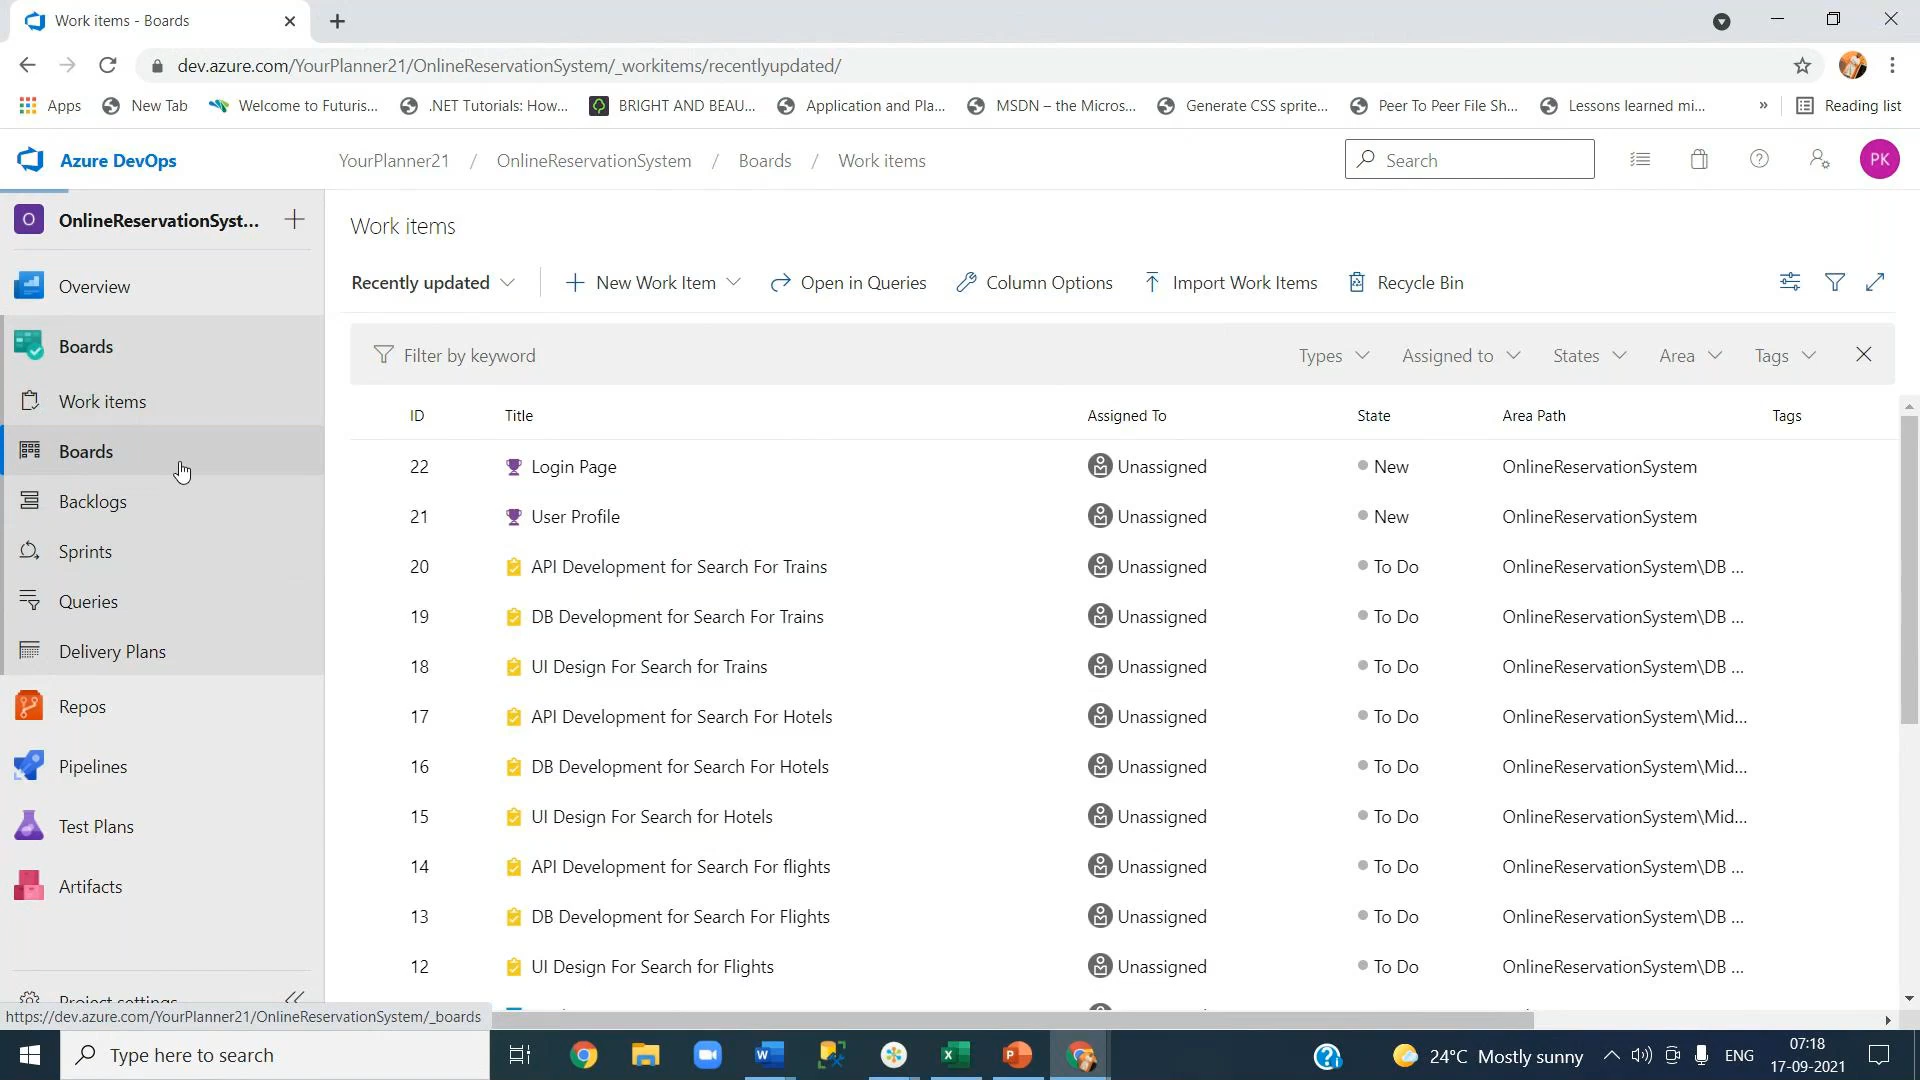 Work items - Boards
dev.azure.com/YourPlanner21/OnlineReservationSystem/_workitems/recentlyupdated/
Apps New Tab Welcome to Futuris... .NET Tutorials: How... BRIGHT AND BEAU... Application and Pla... MSDN – the Micros... Generate CSS sprite... Peer To Peer File Sh... Lessons learned mi... » Reading list
Azure DevOps YourPlanner21 / OnlineReservationSystem / Boards / Work items Search PK
O OnlineReservationSyst...
Overview
Boards
Work items
Boards
Backlogs
Sprints
Queries
Delivery Plans
Repos
Pipelines
Test Plans
Artifacts
Project settings
https://dev.azure.com/YourPlanner21/OnlineReservationSystem/_boards
Work items
Recently updated New Work Item Open in Queries Column Options Import Work Items Recycle Bin
Filter by keyword Types Assigned to States Area Tags
ID Title Assigned To State Area Path Tags
22 Login Page Unassigned New OnlineReservationSystem
21 User Profile Unassigned New OnlineReservationSystem
20 API Development for Search For Trains Unassigned To Do OnlineReservationSystem\DB ...
19 DB Development for Search For Trains Unassigned To Do OnlineReservationSystem\DB ...
18 UI Design For Search for Trains Unassigned To Do OnlineReservationSystem\DB ...
17 API Development for Search For Hotels Unassigned To Do OnlineReservationSystem\Mid...
16 DB Development for Search For Hotels Unassigned To Do OnlineReservationSystem\Mid...
15 UI Design For Search for Hotels Unassigned To Do OnlineReservationSystem\Mid...
14 API Development for Search For flights Unassigned To Do OnlineReservationSystem\DB ...
13 DB Development for Search For Flights Unassigned To Do OnlineReservationSystem\DB ...
12 UI Design For Search for Flights Unassigned To Do OnlineReservationSystem\DB ...
Type here to search 24°C Mostly sunny ENG 07:18
17-09-2021